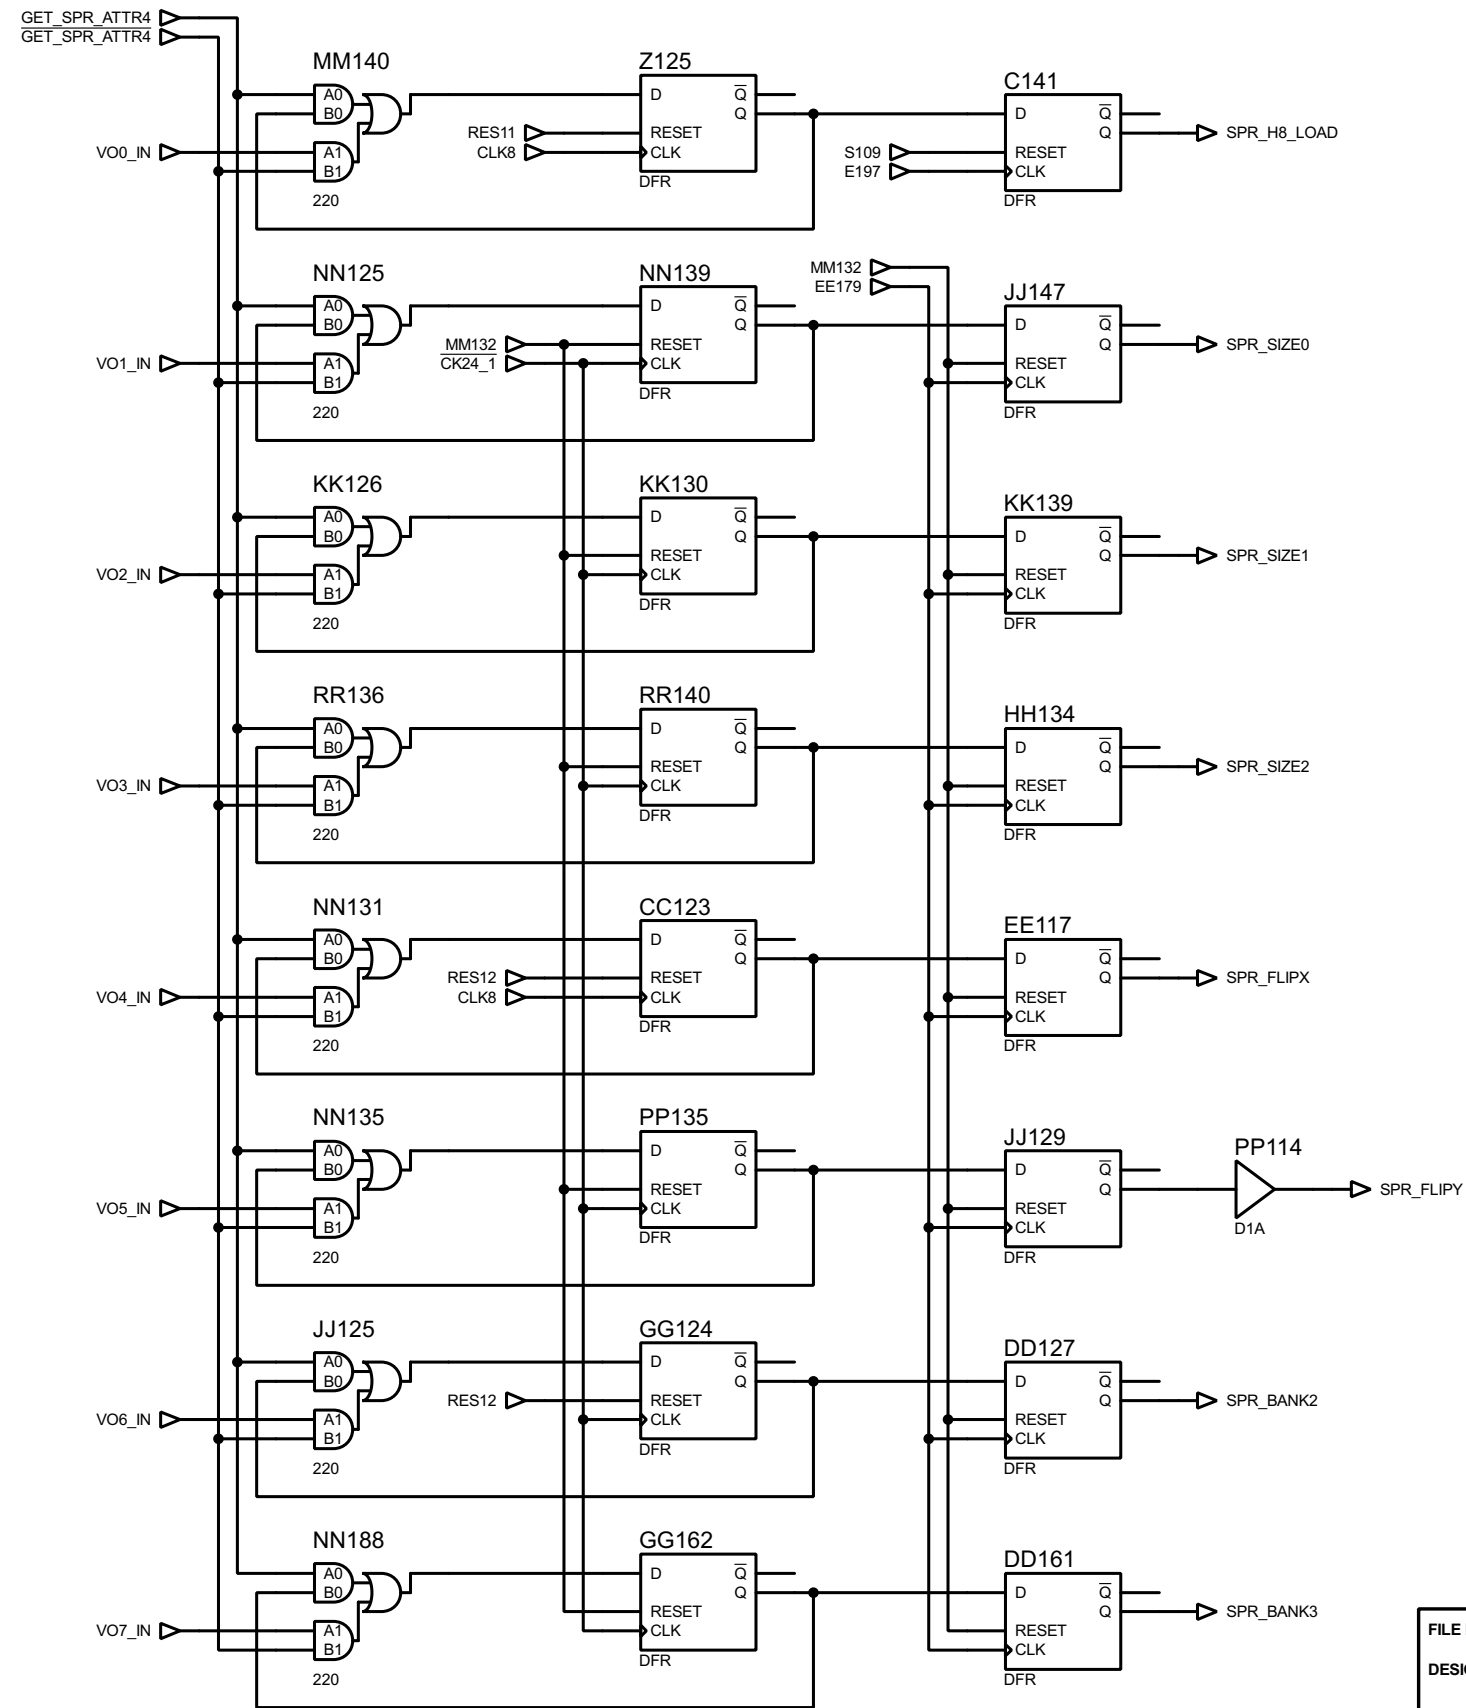 GET_SPR_ATTR4
GET_SPR_ATTR4
MM140
A0
B0
A1
B1
220
VO0_IN
Z125
D
Q
Q
RESET
CLK
DFR
RES11
CLK8
C141
D
Q
Q
RESET
CLK
DFR
S109
E197
SPR_H8_LOAD
NN125
A0
B0
A1
B1
220
VO1_IN
NN139
D
Q
Q
RESET
CLK
DFR
MM132
CK24_1
MM132
EE179
JJ147
D
Q
Q
RESET
CLK
DFR
SPR_SIZE0
KK126
A0
B0
A1
B1
220
VO2_IN
KK130
D
Q
Q
RESET
CLK
DFR
KK139
D
Q
Q
RESET
CLK
DFR
SPR_SIZE1
RR136
A0
B0
A1
B1
220
VO3_IN
RR140
D
Q
Q
RESET
CLK
DFR
HH134
D
Q
Q
RESET
CLK
DFR
SPR_SIZE2
NN131
A0
B0
A1
B1
220
VO4_IN
CC123
D
Q
Q
RESET
CLK
DFR
RES12
CLK8
EE117
D
Q
Q
RESET
CLK
DFR
SPR_FLIPX
NN135
A0
B0
A1
B1
220
VO5_IN
PP135
D
Q
Q
RESET
CLK
DFR
JJ129
D
Q
Q
RESET
CLK
DFR
PP114
D1A
SPR_FLIPY
JJ125
A0
B0
A1
B1
220
VO6_IN
GG124
D
Q
Q
RESET
CLK
DFR
RES12
DD127
D
Q
Q
RESET
CLK
DFR
SPR_BANK2
NN188
A0
B0
A1
B1
220
VO7_IN
GG162
D
Q
Q
RESET
CLK
DFR
DD161
D
Q
Q
RESET
CLK
DFR
SPR_BANK3
FILE